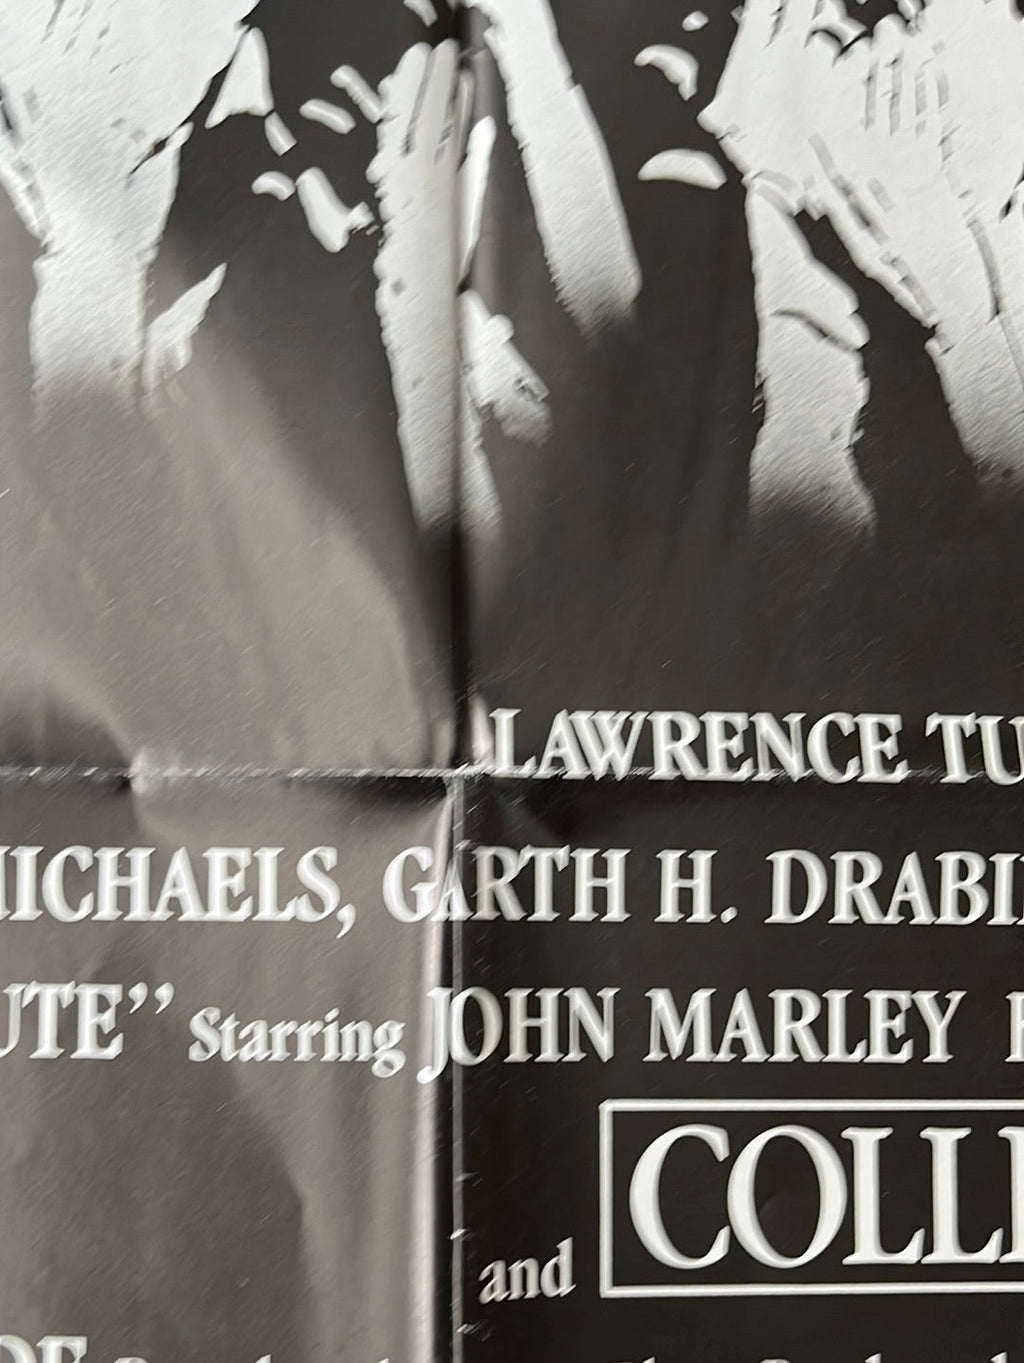 LAWRENCE TU
MICHAELS, GARTH H. DRABI
UTE” Starring JOHN MARLEY
COLL
and